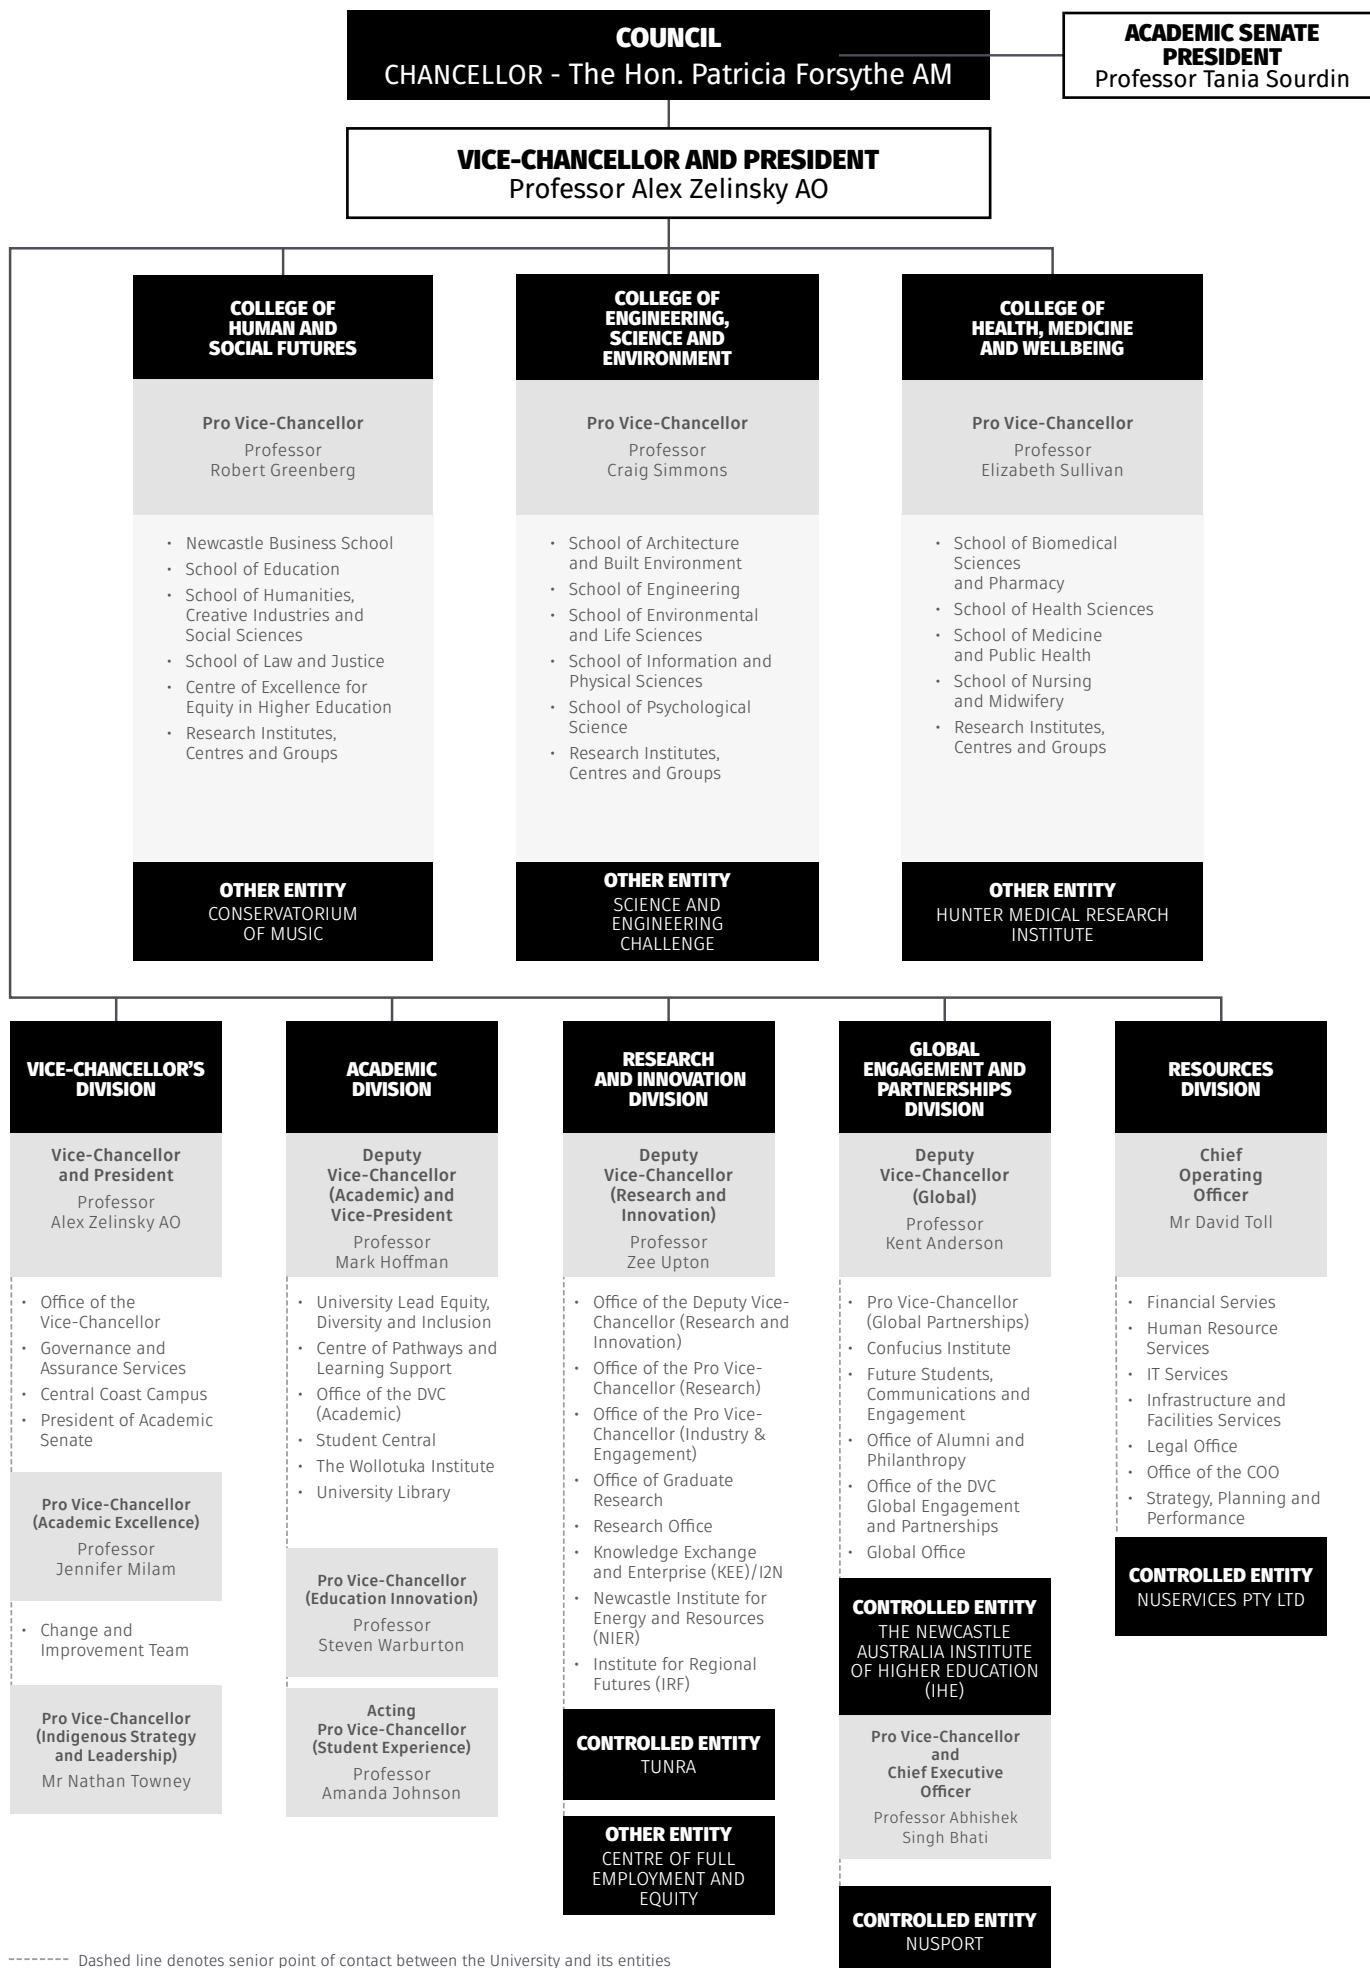 COUNCIL
CHANCELLOR - The Hon. Patricia Forsythe AM
ACADEMIC SENATE
PRESIDENT
Professor Tania Sourdin
VICE-CHANCELLOR AND PRESIDENT
Professor Alex Zelinsky AO
COLLEGE OF
HUMAN AND
SOCIAL FUTURES
Pro Vice-Chancellor
Professor
Robert Greenberg
• Newcastle Business School
• School of Education
• School of Humanities,
Creative Industries and
Social Sciences
• School of Law and Justice
• Centre of Excellence for
Equity in Higher Education
• Research Institutes,
Centres and Groups
OTHER ENTITY
CONSERVATORIUM
OF MUSIC
COLLEGE OF
ENGINEERING,
SCIENCE AND
ENVIRONMENT
Pro Vice-Chancellor
Professor
Craig Simmons
• School of Architecture
and Built Environment
• School of Engineering
• School of Environmental
and Life Sciences
• School of Information and
Physical Sciences
• School of Psychological
Science
• Research Institutes,
Centres and Groups
OTHER ENTITY
SCIENCE AND
ENGINEERING
CHALLENGE
COLLEGE OF
HEALTH, MEDICINE
AND WELLBEING
Pro Vice-Chancellor
Professor
Elizabeth Sullivan
• School of Biomedical
Sciences
and Pharmacy
• School of Health Sciences
• School of Medicine
and Public Health
• School of Nursing
and Midwifery
• Research Institutes,
Centres and Groups
OTHER ENTITY
HUNTER MEDICAL RESEARCH
INSTITUTE
VICE-CHANCELLOR'S
DIVISION
Vice-Chancellor
and President
Professor
Alex Zelinsky AO
• Office of the
Vice-Chancellor
• Governance and
Assurance Services
• Central Coast Campus
• President of Academic
Senate
Pro Vice-Chancellor
(Academic Excellence)
Professor
Jennifer Milam
• Change and
Improvement Team
Pro Vice-Chancellor
(Indigenous Strategy
and Leadership)
Mr Nathan Towney
ACADEMIC
DIVISION
Deputy
Vice-Chancellor
(Academic) and
Vice-President
Professor
Mark Hoffman
• University Lead Equity,
Diversity and Inclusion
• Centre of Pathways and
Learning Support
• Office of the DVC
(Academic)
• Student Central
• The Wollotuka Institute
• University Library
Pro Vice-Chancellor
(Education Innovation)
Professor
Steven Warburton
Acting
Pro Vice-Chancellor
(Student Experience)
Professor
Amanda Johnson
RESEARCH
AND INNOVATION
DIVISION
Deputy
Vice-Chancellor
(Research and
Innovation)
Professor
Zee Upton
• Office of the Deputy Vice-
Chancellor (Research and
Innovation)
• Office of the Pro Vice-
Chancellor (Research)
• Office of the Pro Vice-
Chancellor (Industry &
Engagement)
• Office of Graduate
Research
• Research Office
• Knowledge Exchange
and Enterprise (KEE)/I2N
• Newcastle Institute for
Energy and Resources
(NIER)
• Institute for Regional
Futures (IRF)
CONTROLLED ENTITY
TUNRA
OTHER ENTITY
CENTRE OF FULL
EMPLOYMENT AND
EQUITY
GLOBAL
ENGAGEMENT AND
PARTNERSHIPS
DIVISION
Deputy
Vice-Chancellor
(Global)
Professor
Kent Anderson
• Pro Vice-Chancellor
(Global Partnerships)
• Confucius Institute
• Future Students,
Communications and
Engagement
• Office of Alumni and
Philanthropy
• Office of the DVC
Global Engagement
and Partnerships
• Global Office
CONTROLLED ENTITY
THE NEWCASTLE
AUSTRALIA INSTITUTE
OF HIGHER EDUCATION
(IHE)
Pro Vice-Chancellor
and
Chief Executive
Officer
Professor Abhishek
Singh Bhati
CONTROLLED ENTITY
NUSPORT
RESOURCES
DIVISION
Chief
Operating
Officer
Mr David Toll
• Financial Servies
• Human Resource
Services
• IT Services
• Infrastructure and
Facilities Services
• Legal Office
• Office of the COO
• Strategy, Planning and
Performance
CONTROLLED ENTITY
NUSERVICES PTY LTD
Dashed line denotes senior point of contact between the University and its entities